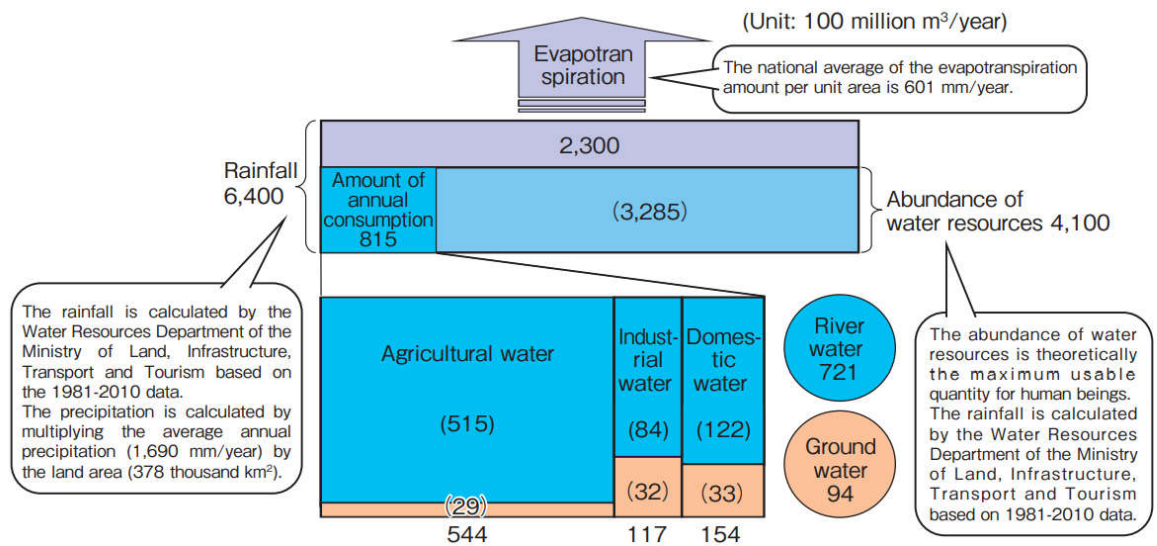 (Unit: 100 million m³/year)
Evapotran
spiration
The national average of the evapotranspiration
amount per unit area is 601 mm/year.
2,300
Rainfall
6,400
Amount of
annual
consumption
815
(3,285)
Abundance of
water resources 4,100
The rainfall is calculated by the
Water Resources Department of the
Ministry of Land, Infrastructure,
Transport and Tourism based on
the 1981-2010 data.
The precipitation is calculated by
multiplying the average annual
precipitation (1,690 mm/year) by
the land area (378 thousand km²).
Agricultural water
(515)
(29)
544
Indust-
rial
water
(84)
(32)
117
Domes-
tic
water
(122)
(33)
154
River
water
721
Ground
water
94
The abundance of water
resources is theoretically
the maximum usable
quantity for human beings.
The rainfall is calculated
by the Water Resources
Department of the Ministry
of Land, Infrastructure,
Transport and Tourism
based on 1981-2010 data.